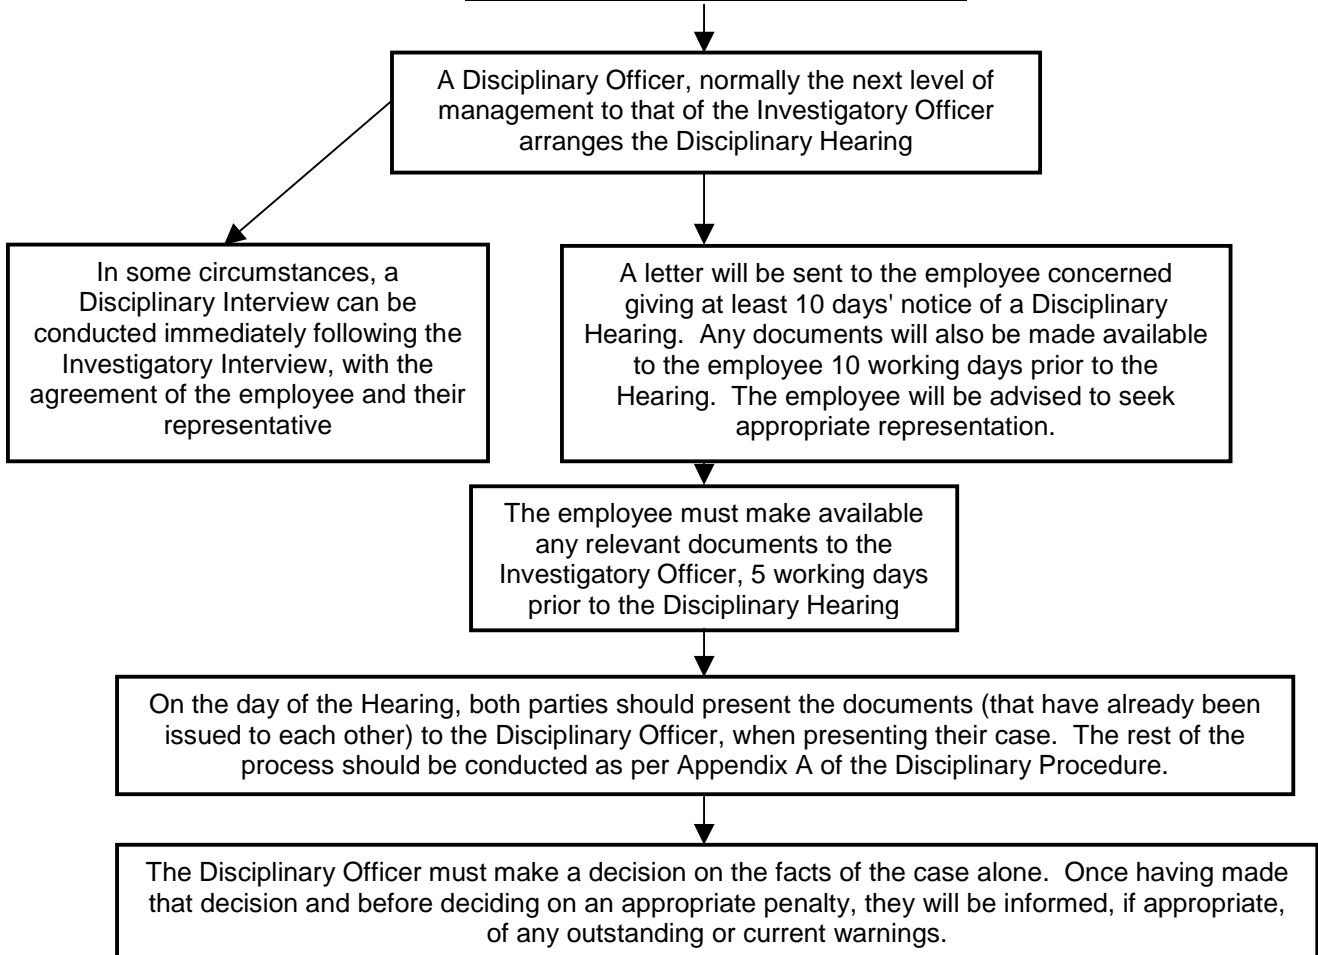 A Disciplinary Officer, normally the next level of
management to that of the Investigatory Officer
arranges the Disciplinary Hearing
In some circumstances, a
Disciplinary Interview can be
conducted immediately following the
Investigatory Interview, with the
agreement of the employee and their
representative
A letter will be sent to the employee concerned
giving at least 10 days' notice of a Disciplinary
Hearing.  Any documents will also be made available
to the employee 10 working days prior to the
Hearing.  The employee will be advised to seek
appropriate representation.
The employee must make available
any relevant documents to the
Investigatory Officer, 5 working days
prior to the Disciplinary Hearing
On the day of the Hearing, both parties should present the documents (that have already been
issued to each other) to the Disciplinary Officer, when presenting their case.  The rest of the
process should be conducted as per Appendix A of the Disciplinary Procedure.
The Disciplinary Officer must make a decision on the facts of the case alone.  Once having made
that decision and before deciding on an appropriate penalty, they will be informed, if appropriate,
of any outstanding or current warnings.